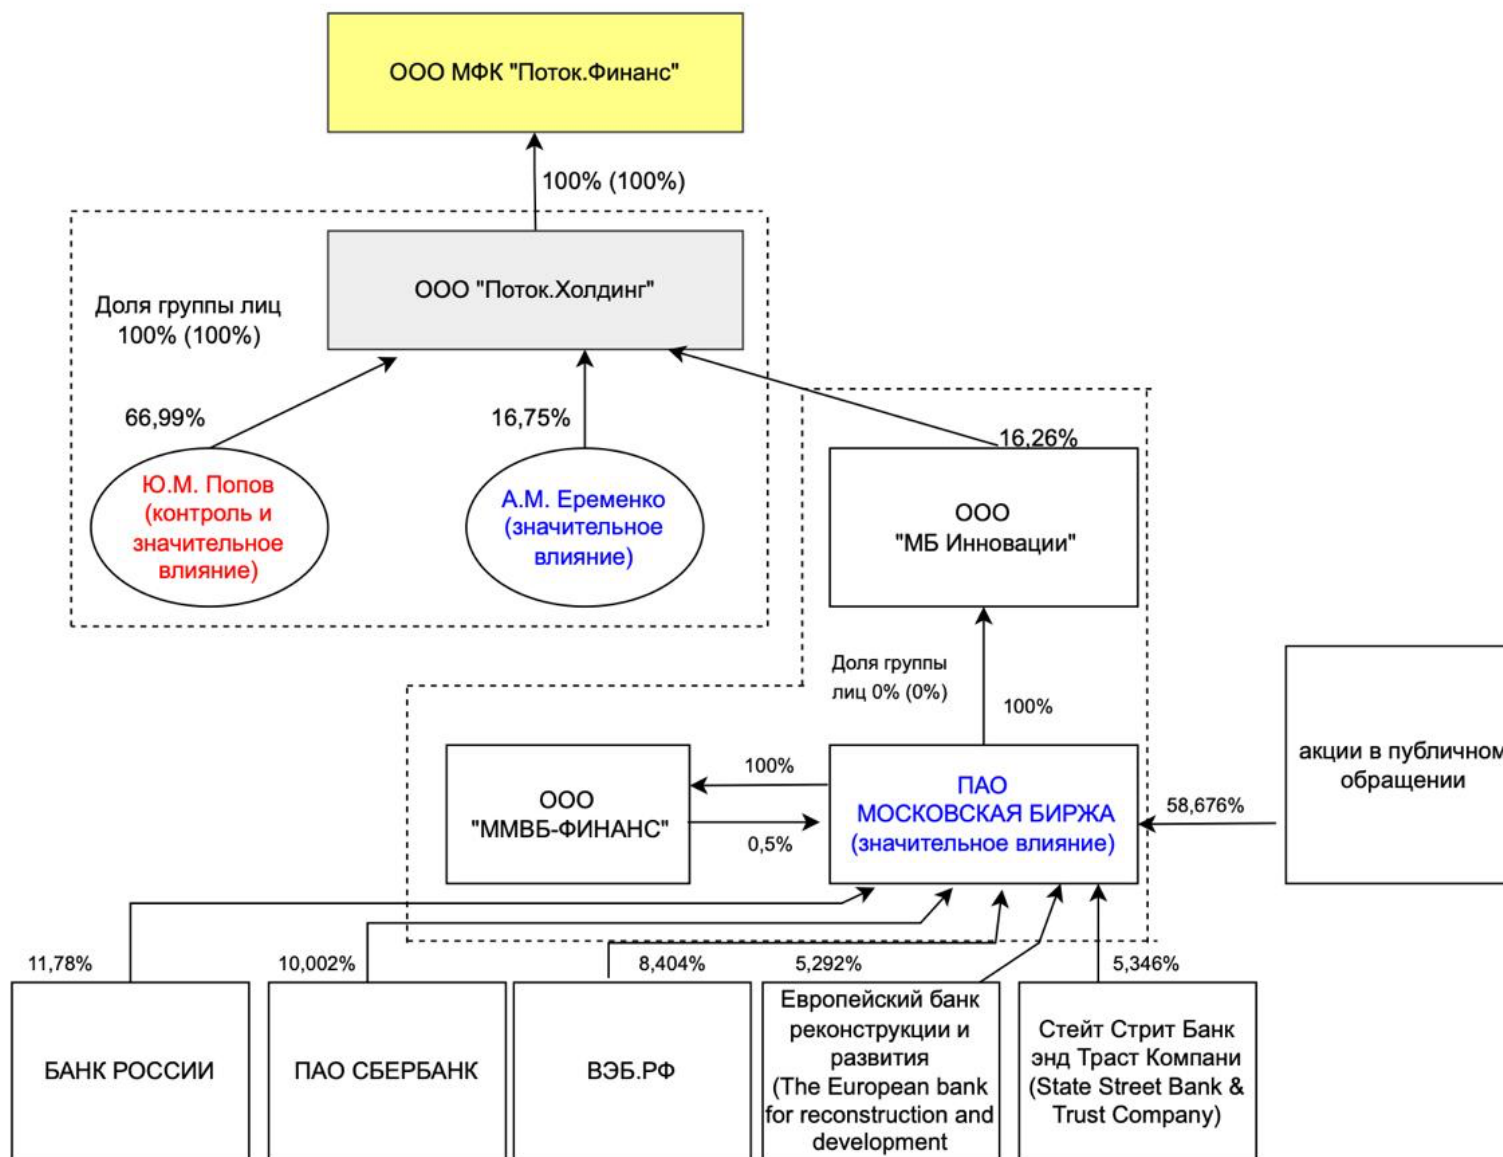 ООО МФК "Поток.Финанс"
100% (100%)
ООО "Поток.Холдинг"
Доля группы лиц
100% (100%)
66,99%
16,75%
16,26%
Ю.М. Попов
(контроль и
значительное
влияние)
А.М. Еременко
(значительное
влияние)
ООО
"МБ Инновации"
Доля группы
лиц 0% (0%)
100%
ООО
"ММВБ-ФИНАНС"
100%
0,5%
ПАО
МОСКОВСКАЯ БИРЖА
(значительное влияние)
58,676%
акции в публичном
обращении
11,78%
10,002%
8,404%
5,292%
5,346%
БАНК РОССИИ
ПАО СБЕРБАНК
ВЭБ.РФ
Европейский банк
реконструкции и
развития
(The European bank
for reconstruction and
development
Стейт Стрит Банк
энд Траст Компани
(State Street Bank &
Trust Company)